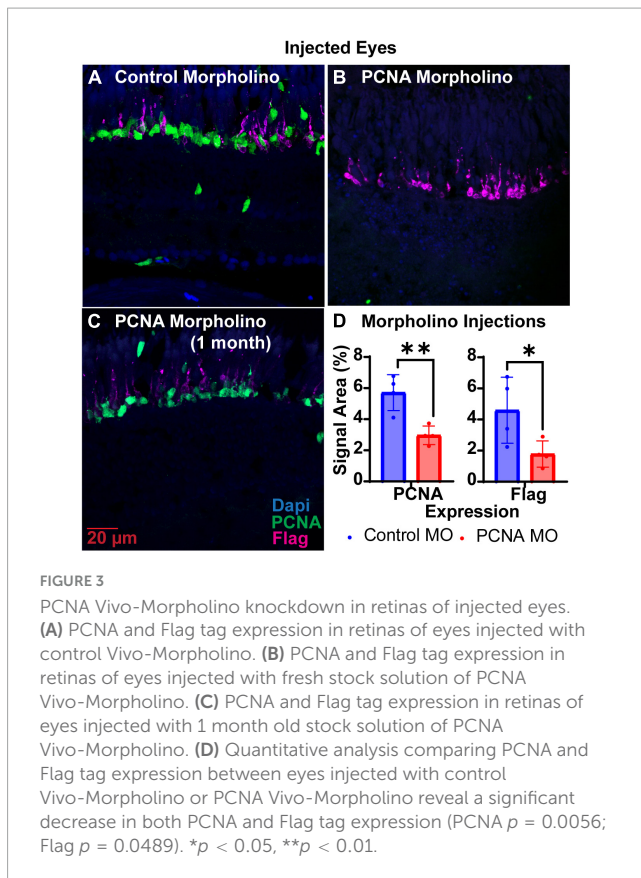 Injected Eyes
A Control Morpholino
B PCNA Morpholino
C PCNA Morpholino
(1 month)
Dapi
PCNA
Flag
20 µm
D Morpholino Injections
Signal Area (%)
8
6
4
2
0
**
PCNA
8
6
4
2
0
*
Flag
Expression
Control MO PCNA MO
FIGURE 3
PCNA Vivo-Morpholino knockdown in retinas of injected eyes.
(A) PCNA and Flag tag expression in retinas of eyes injected with
control Vivo-Morpholino. (B) PCNA and Flag tag expression in
retinas of eyes injected with fresh stock solution of PCNA
Vivo-Morpholino. (C) PCNA and Flag tag expression in retinas of
eyes injected with 1 month old stock solution of PCNA
Vivo-Morpholino. (D) Quantitative analysis comparing PCNA and
Flag tag expression between eyes injected with control
Vivo-Morpholino or PCNA Vivo-Morpholino reveal a significant
decrease in both PCNA and Flag tag expression (PCNA p = 0.0056;
Flag p = 0.0489). *p < 0.05, **p < 0.01.